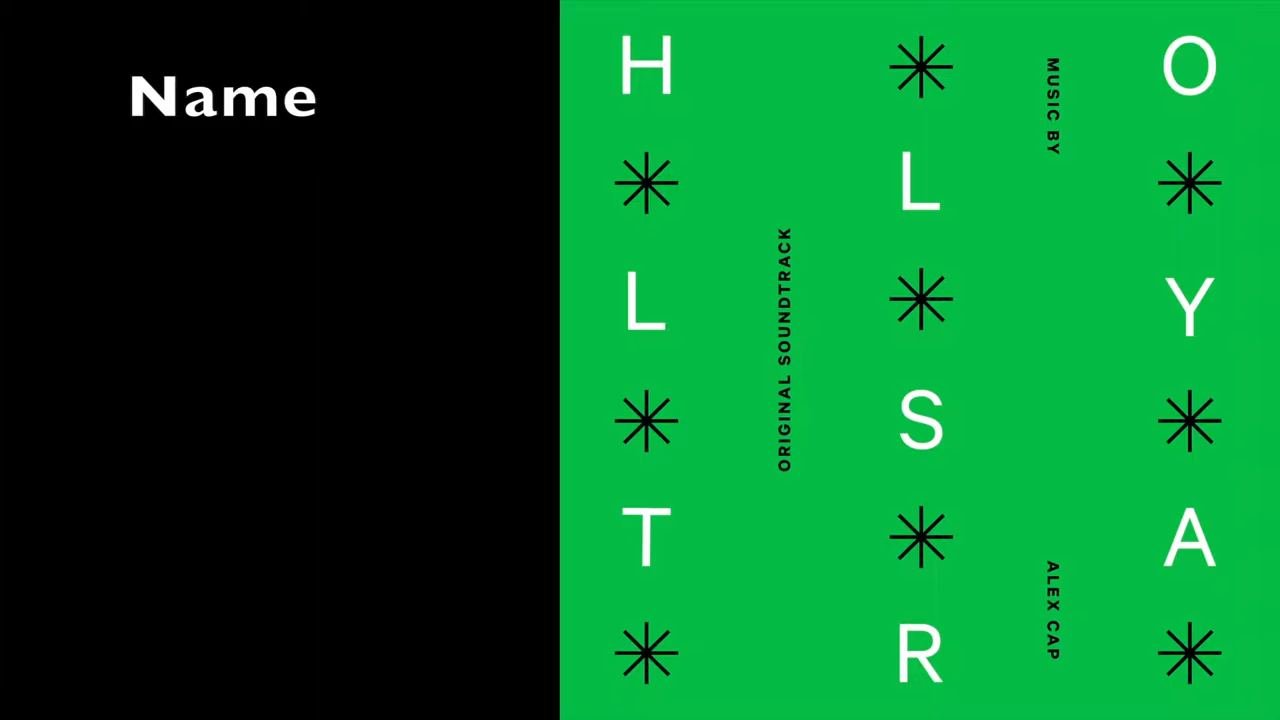 Name
H * O
* L *
L * Y
* S *
T * A
* R *
ORIGINAL SOUNDTRACK
MUSIC BY
ALEX CAP